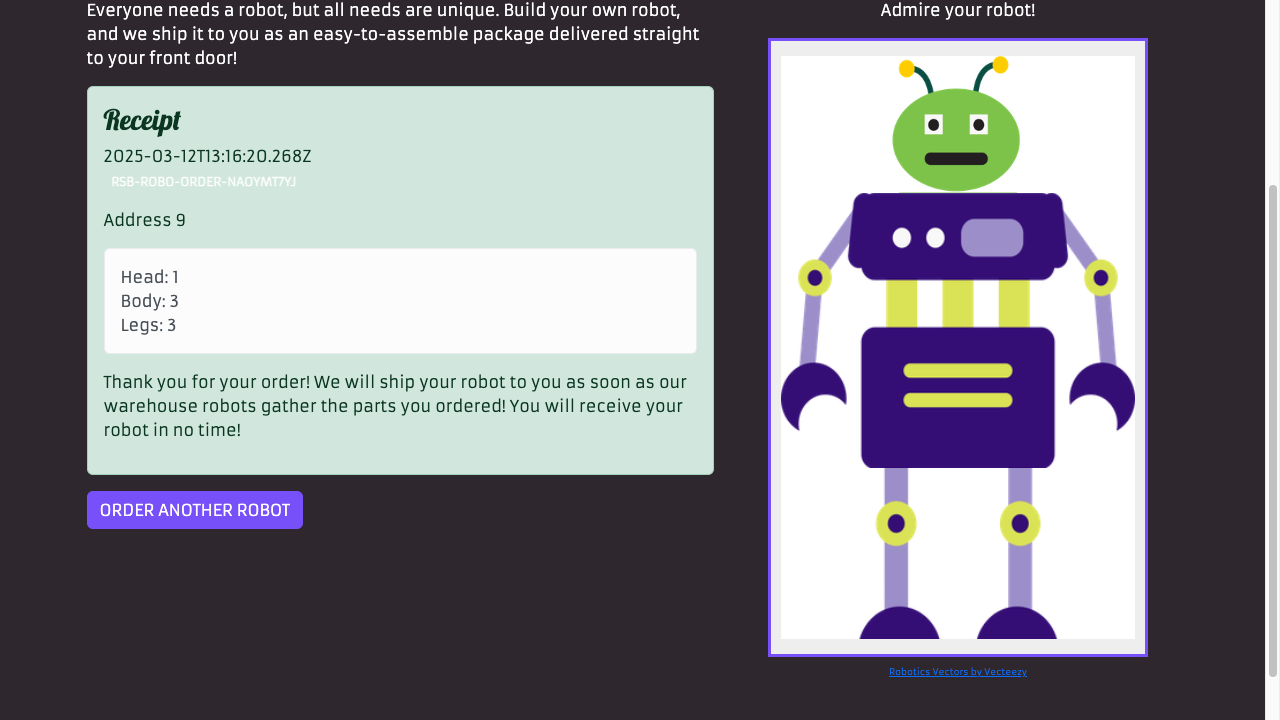 Everyone needs a robot, but all needs are unique. Build your own robot,
and we ship it to you as an easy-to-assemble package delivered straight
to your front door!
Receipt
2025-03-12T13:16:20.268Z
RSB-ROBO-ORDER-NAOYMT7YJ
Address 9
Head: 1
Body: 3
Legs: 3
Thank you for your order! We will ship your robot to you as soon as our
warehouse robots gather the parts you ordered! You will receive your
robot in no time!
ORDER ANOTHER ROBOT
Admire your robot!
Robotics Vectors by Vecteezy